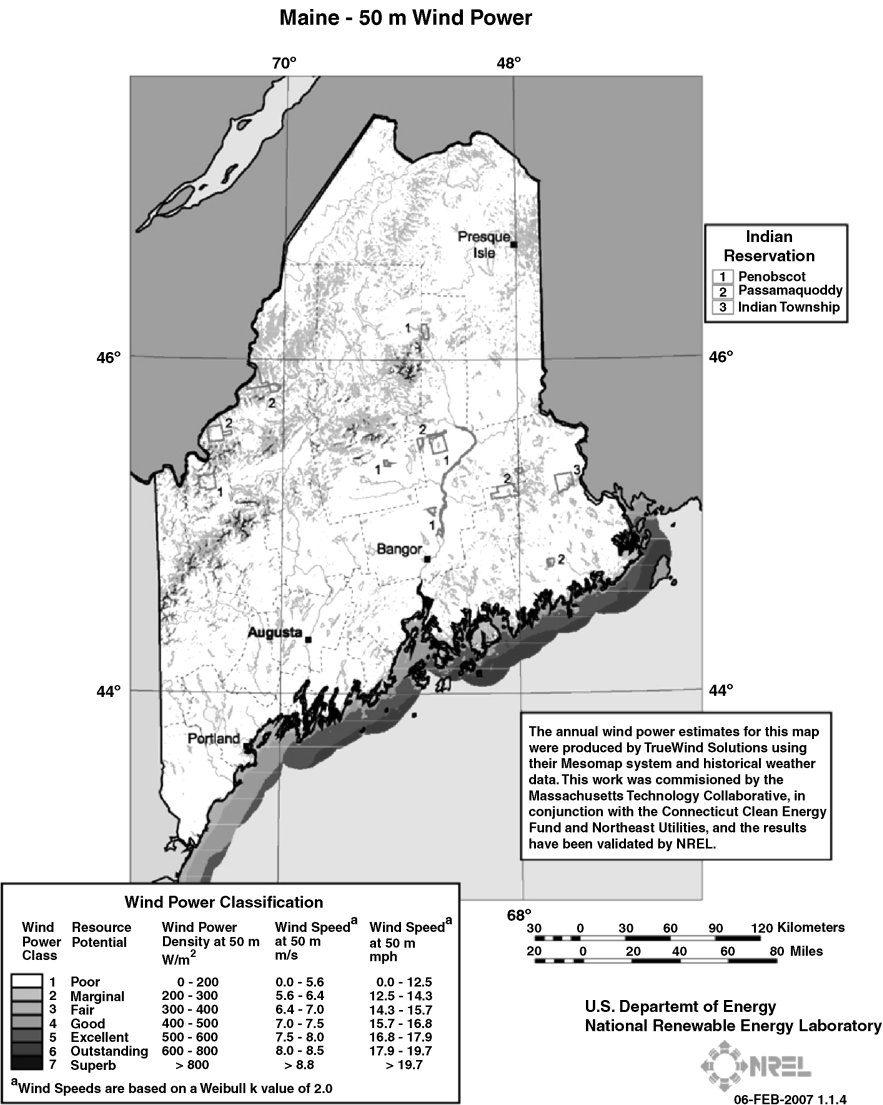 Maine - 50 m Wind Power
70°
48°
Presque
Isle
Indian
Reservation
1 Penobscot
2 Passamaquoddy
3 Indian Township
1
46°
46°
2
2
2
1
1
3
2
1
1
Bangor
2
Augusta
44°
44°
Portland
The annual wind power estimates for this map
were produced by TrueWind Solutions using
their Mesomap system and historical weather
data. This work was commisioned by the
Massachusetts Technology Collaborative, in
conjunction with the Connecticut Clean Energy
Fund and Northeast Utilities, and the results
have been validated by NREL.
Wind Power Classification
Wind Power Class
Resource Potential
Wind Power Density at 50 m W/m2
Wind Speeda at 50 m m/s
Wind Speeda at 50 m mph
1 Poor 0 - 200 0.0 - 5.6 0.0 - 12.5
2 Marginal 200 - 300 5.6 - 6.4 12.5 - 14.3
3 Fair 300 - 400 6.4 - 7.0 14.3 - 15.7
4 Good 400 - 500 7.0 - 7.5 15.7 - 16.8
5 Excellent 500 - 600 7.5 - 8.0 16.8 - 17.9
6 Outstanding 600 - 800 8.0 - 8.5 17.9 - 19.7
7 Superb > 800 > 8.8 > 19.7
aWind Speeds are based on a Weibull k value of 2.0
68°
30 0 30 60 90 120 Kilometers
20 0 20 40 60 80 Miles
U.S. Departemt of Energy
National Renewable Energy Laboratory
NREL
06-FEB-2007 1.1.4